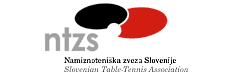 ntzs
Namiznoteniška zveza Slovenije
Slovenian Table-Tennis Association